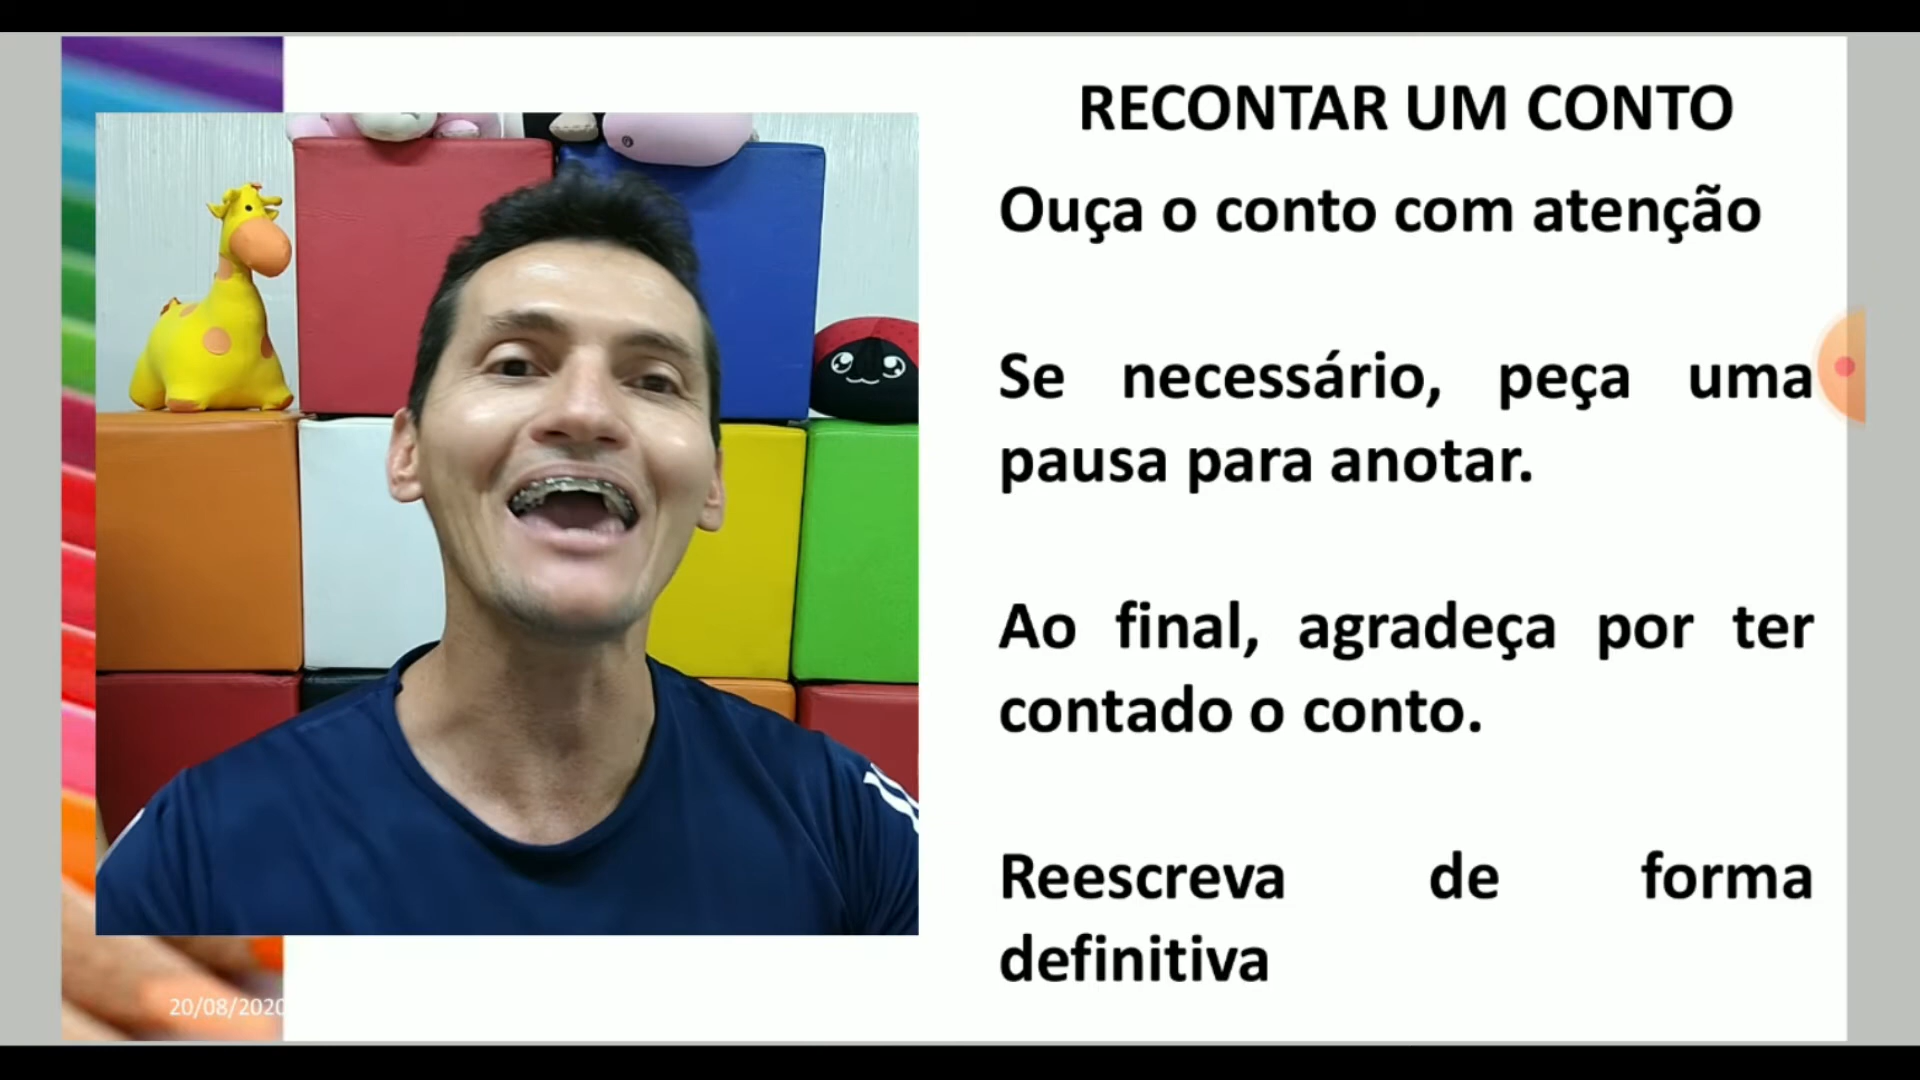 RECONTAR UM CONTO
Ouça o conto com atenção
Se necessário, peça uma
pausa para anotar.
Ao final, agradeça por ter
contado o conto.
Reescreva de forma
definitiva
20/08/2020